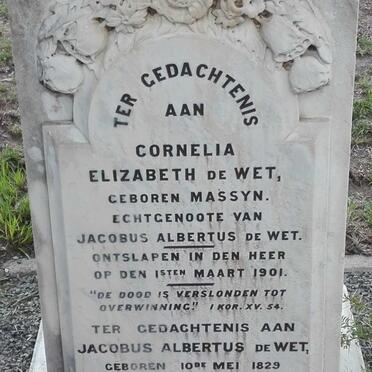 TER GEDACHTENIS
AAN
CORNELIA
ELIZABETH DE WET,
GEBOREN MASSYN.
ECHTGENOOTE VAN
JACOBUS ALBERTUS DE WET.
ONTSLAPEN IN DEN HEER
OP DEN 1STEN MAART 1901.
"DE DOOD IS VERSLONDEN TOT
OVERWINNING." I KOR. XV. 54.
TER GEDACHTENIS AAN
JACOBUS ALBERTUS DE WET,
GEBOREN 10DE MEI 1829